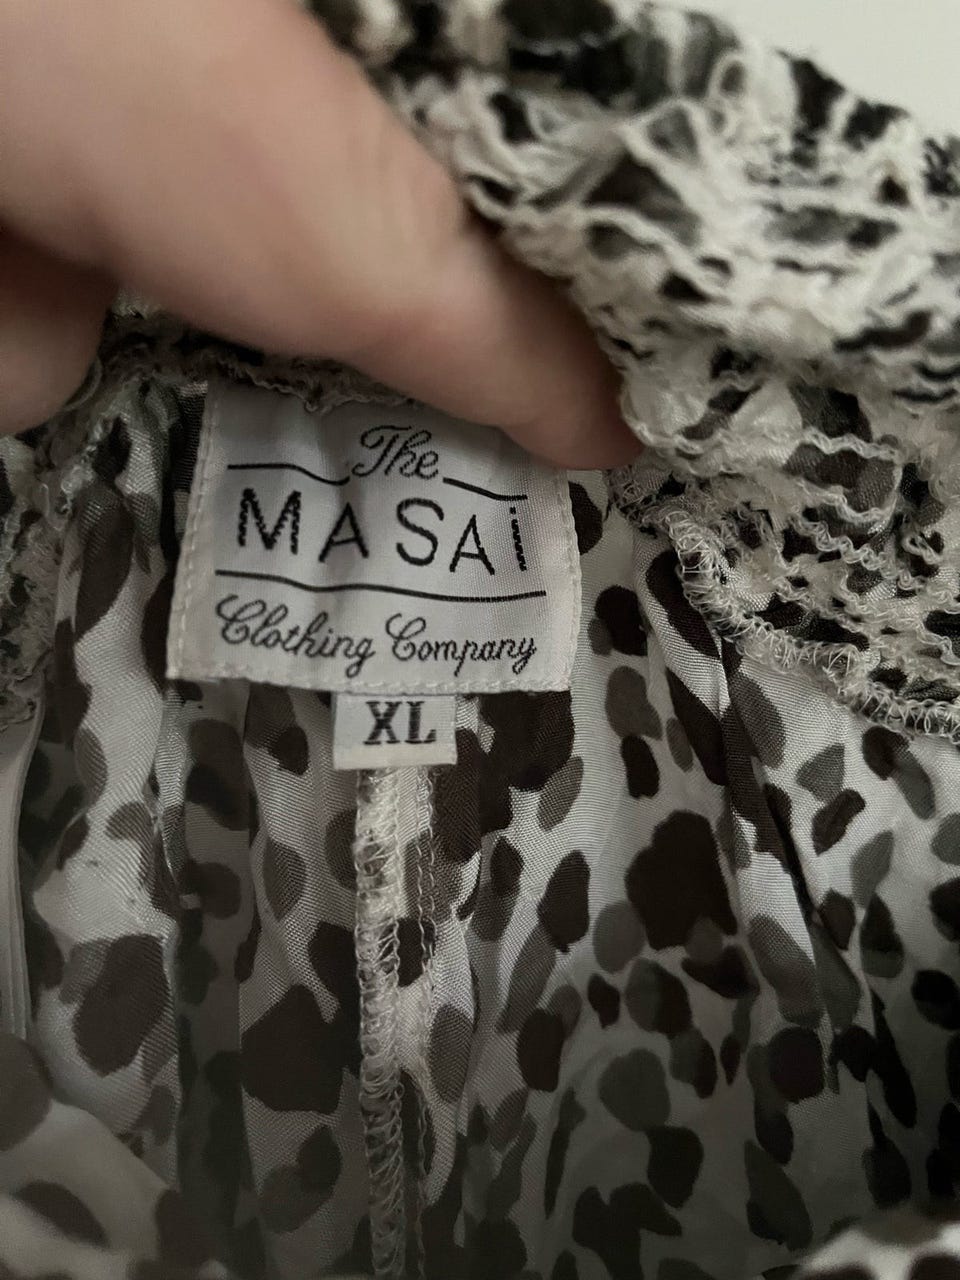 The
MASAi
Clothing Company
XL